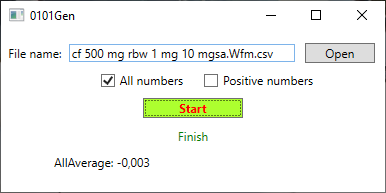 0101Gen
File name: cf 500 mg rbw 1 mg 10 mgsa.Wfm.csv Open
All numbers Positive numbers
Start
Finish
AllAverage: -0,003